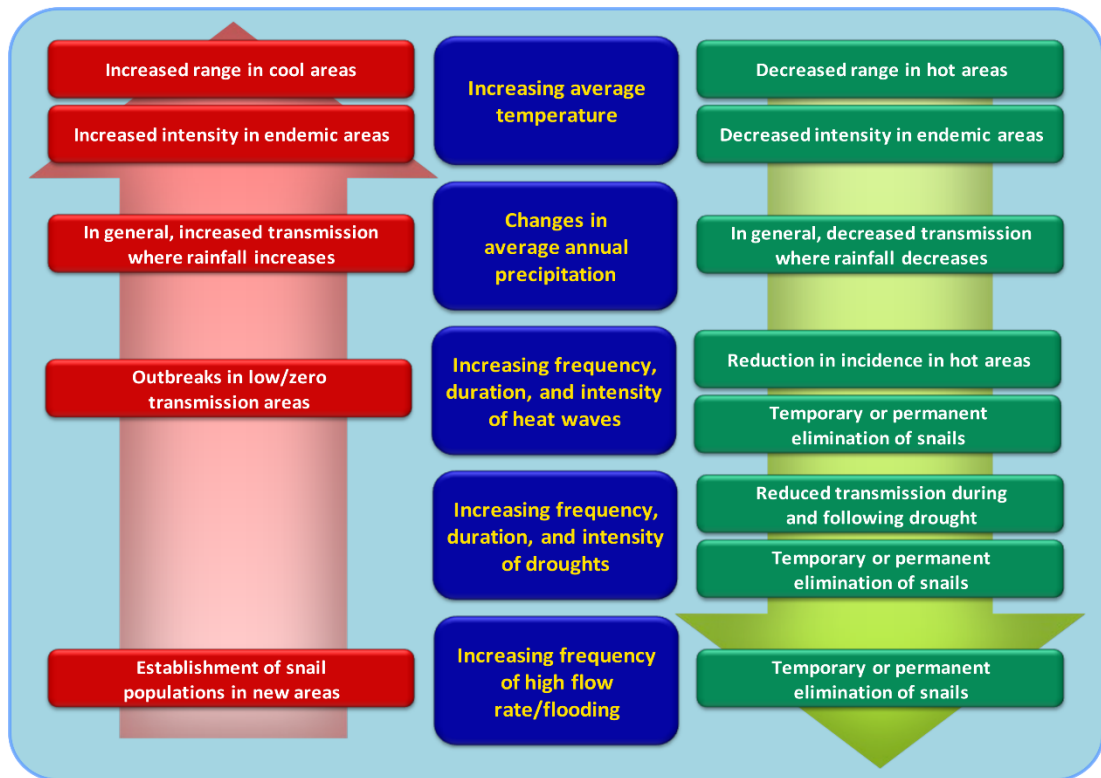 Increased range in cool areas
Increased intensity in endemic areas
Increasing average
temperature
Decreased range in hot areas
Decreased intensity in endemic areas
In general, increased transmission
where rainfall increases
Changes in
average annual
precipitation
In general, decreased transmission
where rainfall decreases
Outbreaks in low/zero
transmission areas
Increasing frequency,
duration, and intensity
of heat waves
Reduction in incidence in hot areas
Temporary or permanent
elimination of snails
Increasing frequency,
duration, and intensity
of droughts
Reduced transmission during
and following drought
Temporary or permanent
elimination of snails
Establishment of snail
populations in new areas
Increasing frequency
of high flow
rate/flooding
Temporary or permanent
elimination of snails